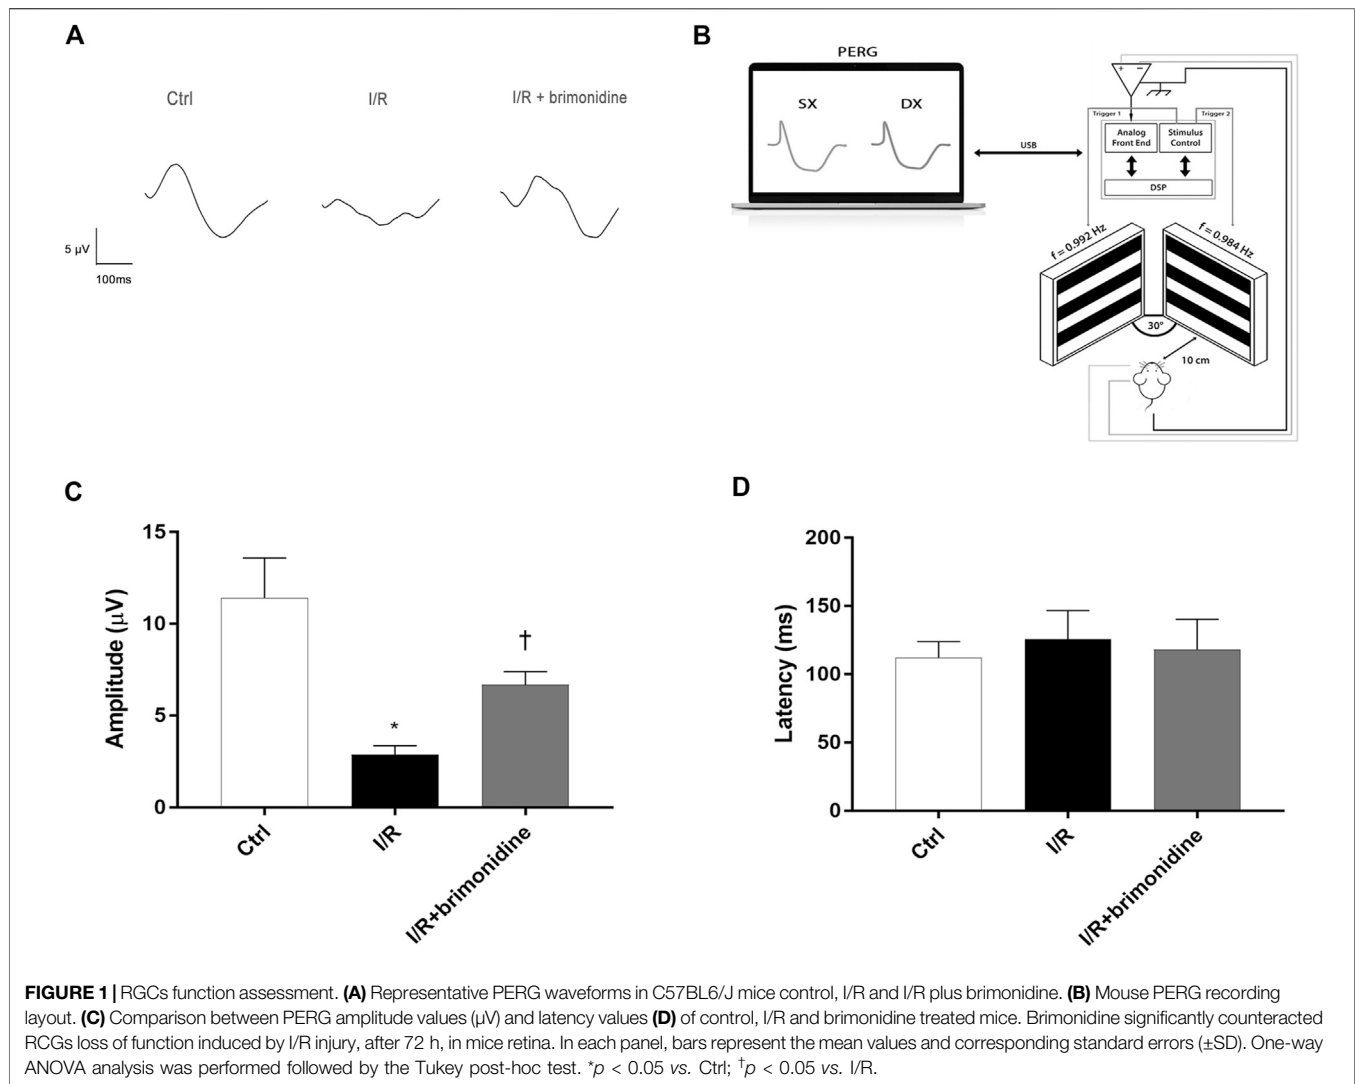 A
Ctrl
I/R
I/R + brimonidine
5 µV
100ms
B
PERG
SX
DX
USB
+ −
Trigger 1
Trigger 2
Analog
Front End
Stimulus
Control
DSP
f = 0.992 Hz
f = 0.984 Hz
30°
10 cm
C
Amplitude (µV)
15
10
5
0
*
†
Ctrl
I/R
I/R+brimonidine
D
Latency (ms)
200
150
100
50
0
Ctrl
I/R
I/R+brimonidine
FIGURE 1 | RGCs function assessment. (A) Representative PERG waveforms in C57BL6/J mice control, I/R and I/R plus brimonidine. (B) Mouse PERG recording
layout. (C) Comparison between PERG amplitude values (µV) and latency values (D) of control, I/R and brimonidine treated mice. Brimonidine significantly counteracted
RCGs loss of function induced by I/R injury, after 72 h, in mice retina. In each panel, bars represent the mean values and corresponding standard errors (±SD). One-way
ANOVA analysis was performed followed by the Tukey post-hoc test. *p < 0.05 vs. Ctrl; †p < 0.05 vs. I/R.